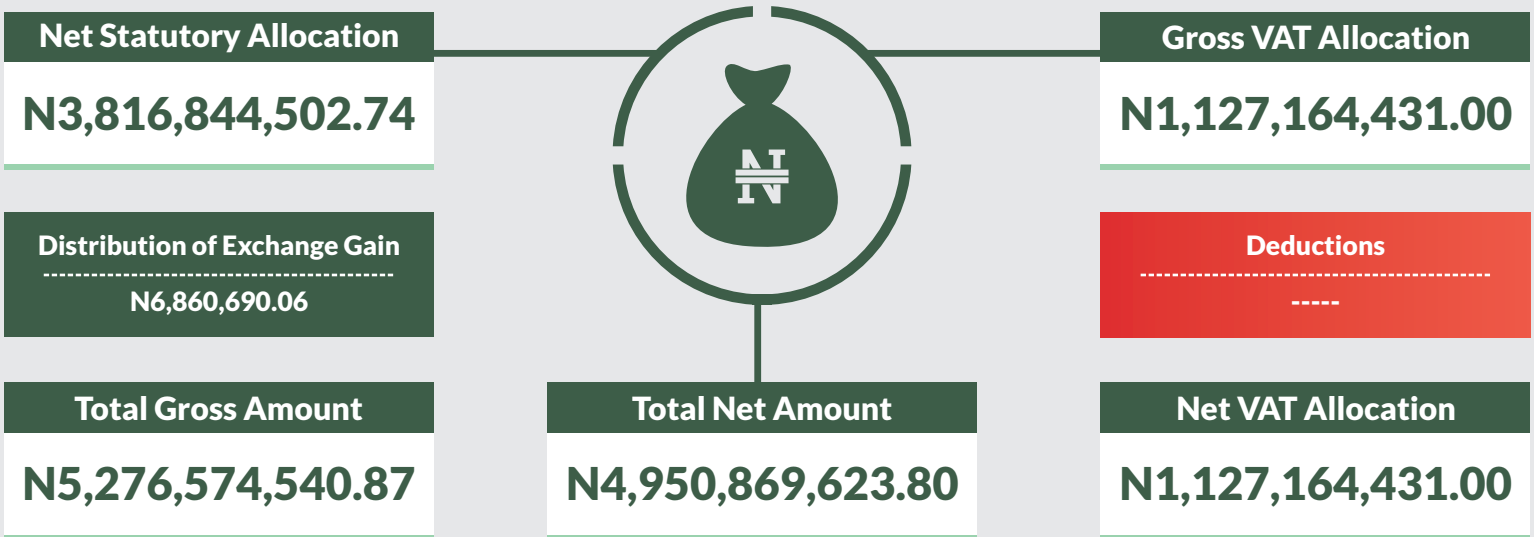 Net Statutory Allocation
N3,816,844,502.74
Gross VAT Allocation
N1,127,164,431.00
₦
Distribution of Exchange Gain
N6,860,690.06
Deductions
-----
Total Gross Amount
N5,276,574,540.87
Total Net Amount
N4,950,869,623.80
Net VAT Allocation
N1,127,164,431.00